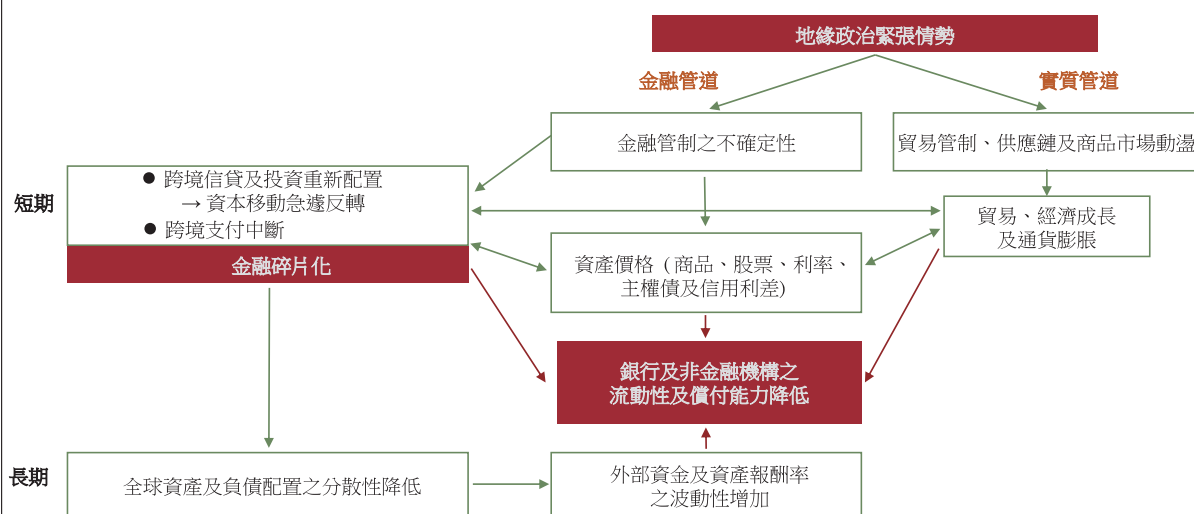 地緣政治緊張情勢
金融管道
實質管道
金融管制之不確定性
貿易管制、供應鏈及商品市場動盪
短期
● 跨境信貸及投資重新配置
→ 資本移動急遽反轉
● 跨境支付中斷
金融碎片化
貿易、經濟成長
及通貨膨脹
資產價格 (商品、股票、利率、
主權債及信用利差)
銀行及非金融機構之
流動性及償付能力降低
長期
全球資產及負債配置之分散性降低
外部資金及資產報酬率
之波動性增加